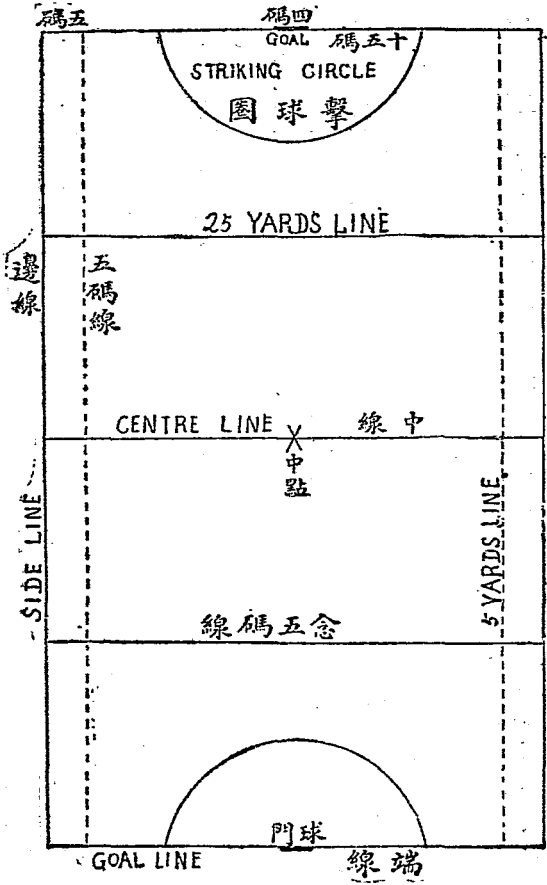 五碼
四碼
GOAL
十五碼
STRIKING CIRCLE
擊球圈
25 YARDS LINE
邊線
五碼線
CENTRE LINE
中線
中點
SIDE LINE
5 YARDS LINE
念五碼線
球門
GOAL LINE
端線